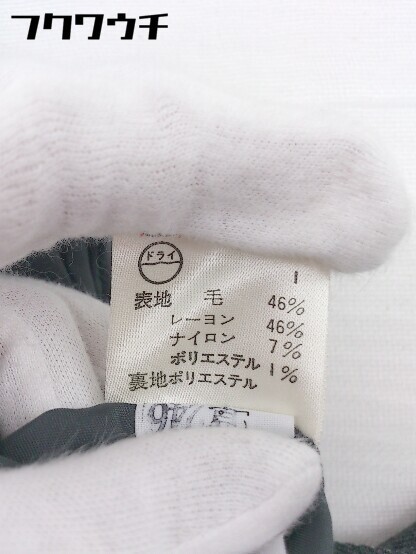 フクワウチ
ドライ
1
表地 毛 46%
レーヨン 46%
ナイロン 7%
ポリエステル 1%
裏地ポリエステル